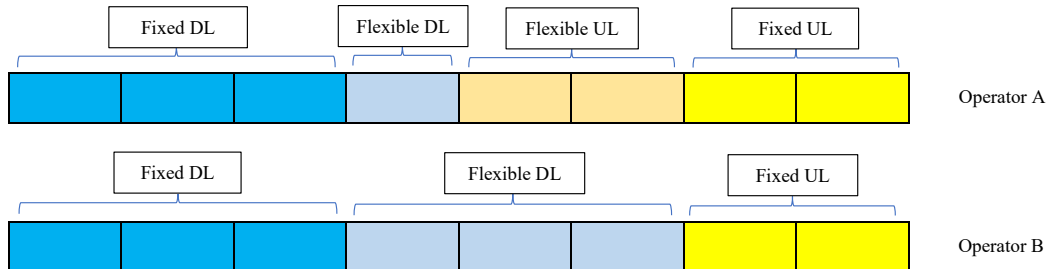 Fixed DL
Flexible DL
Flexible UL
Fixed UL
Operator A
Fixed DL
Flexible DL
Fixed UL
Operator B